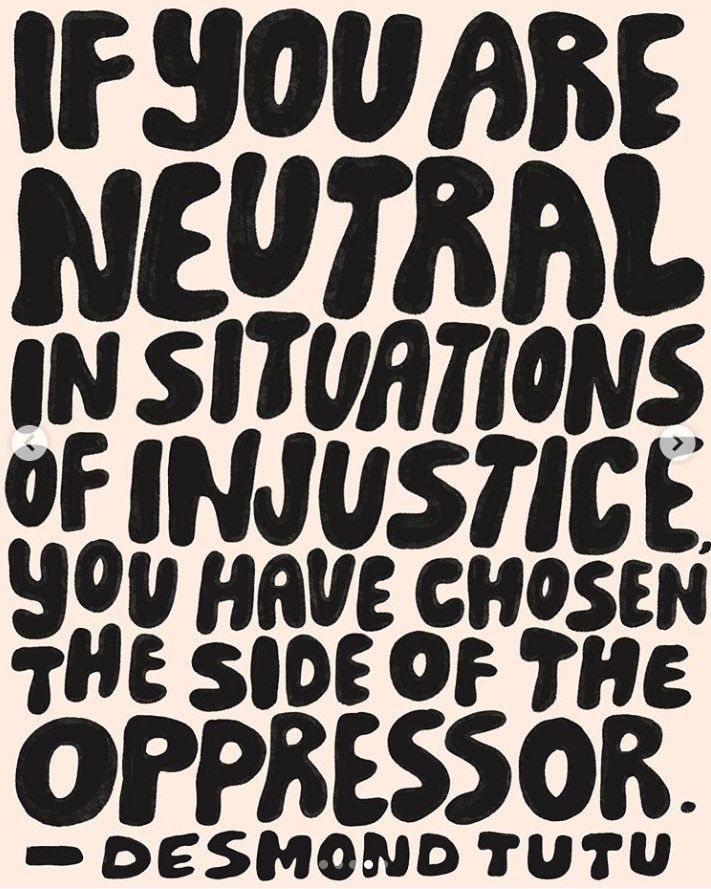 IF YOU ARE
NEUTRAL
IN SITUATIONS
OF INJUSTICE,
YOU HAVE CHOSEN
THE SIDE OF THE
OPPRESSOR.
– DESMOND TUTU